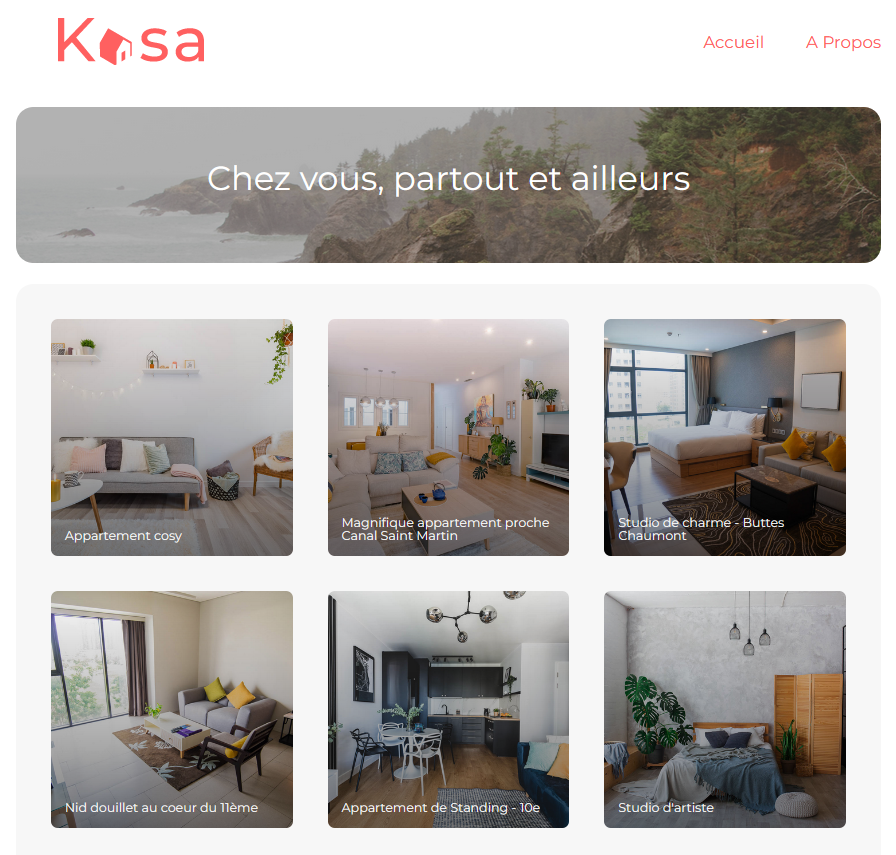 Kasa
Accueil
A Propos
Chez vous, partout et ailleurs
Appartement cosy
Magnifique appartement proche
Canal Saint Martin
Studio de charme - Buttes
Chaumont
Nid douillet au coeur du 11ème
Appartement de Standing - 10e
Studio d'artiste